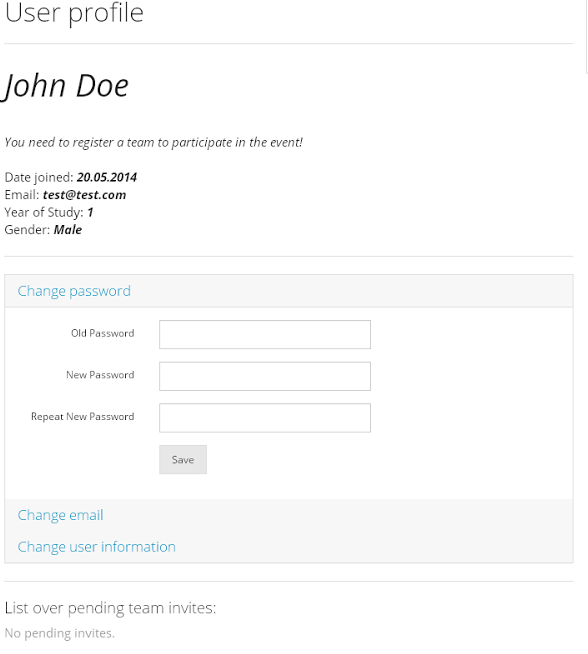 User profile
John Doe
You need to register a team to participate in the event!
Date joined: 20.05.2014
Email: test@test.com
Year of Study: 1
Gender: Male
Change password
Old Password
New Password
Repeat New Password
Save
Change email
Change user information
List over pending team invites:
No pending invites.